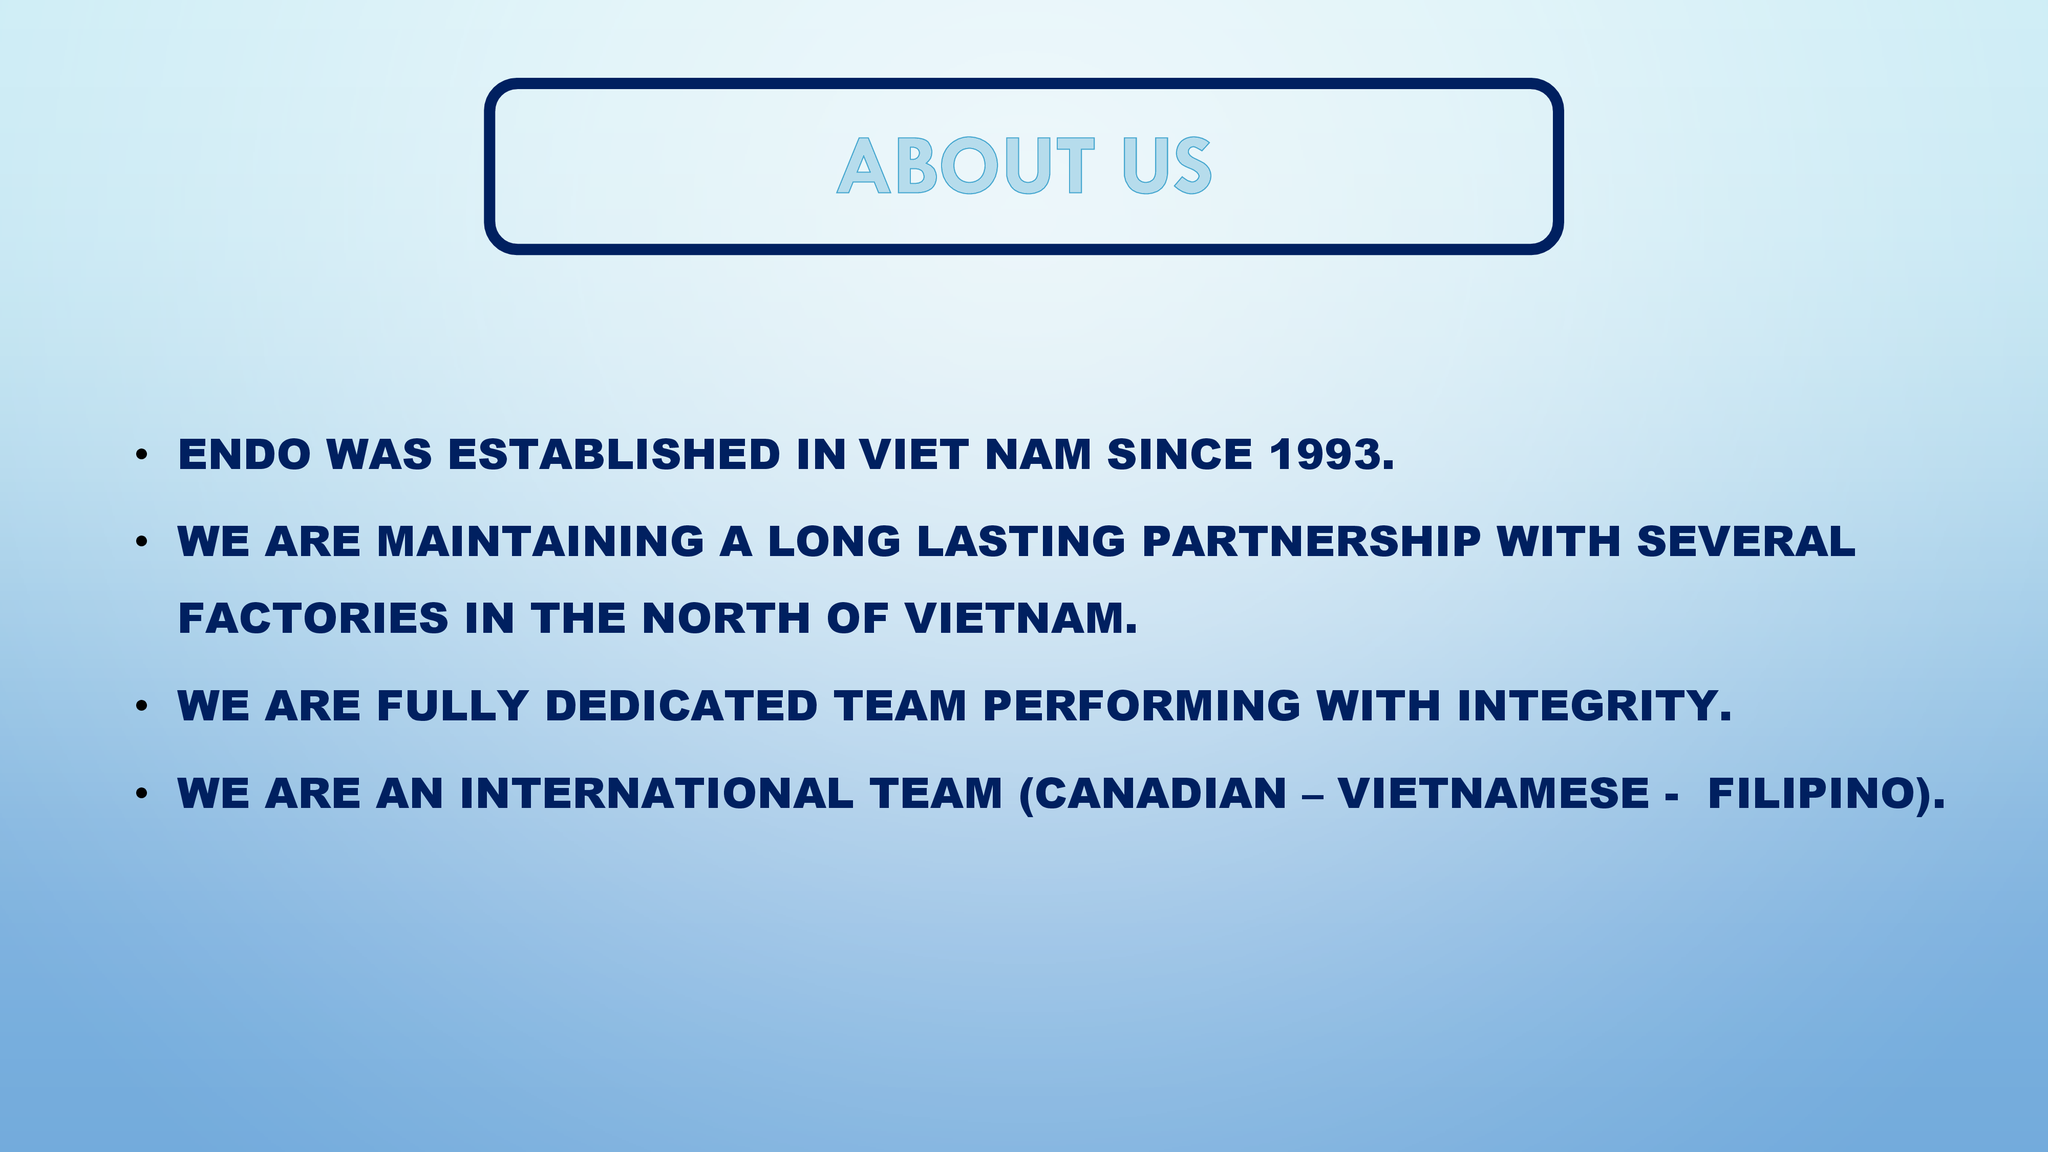 ABOUT US
• ENDO WAS ESTABLISHED IN VIET NAM SINCE 1993.
• WE ARE MAINTAINING A LONG LASTING PARTNERSHIP WITH SEVERAL
FACTORIES IN THE NORTH OF VIETNAM.
• WE ARE FULLY DEDICATED TEAM PERFORMING WITH INTEGRITY.
• WE ARE AN INTERNATIONAL TEAM (CANADIAN – VIETNAMESE -  FILIPINO).